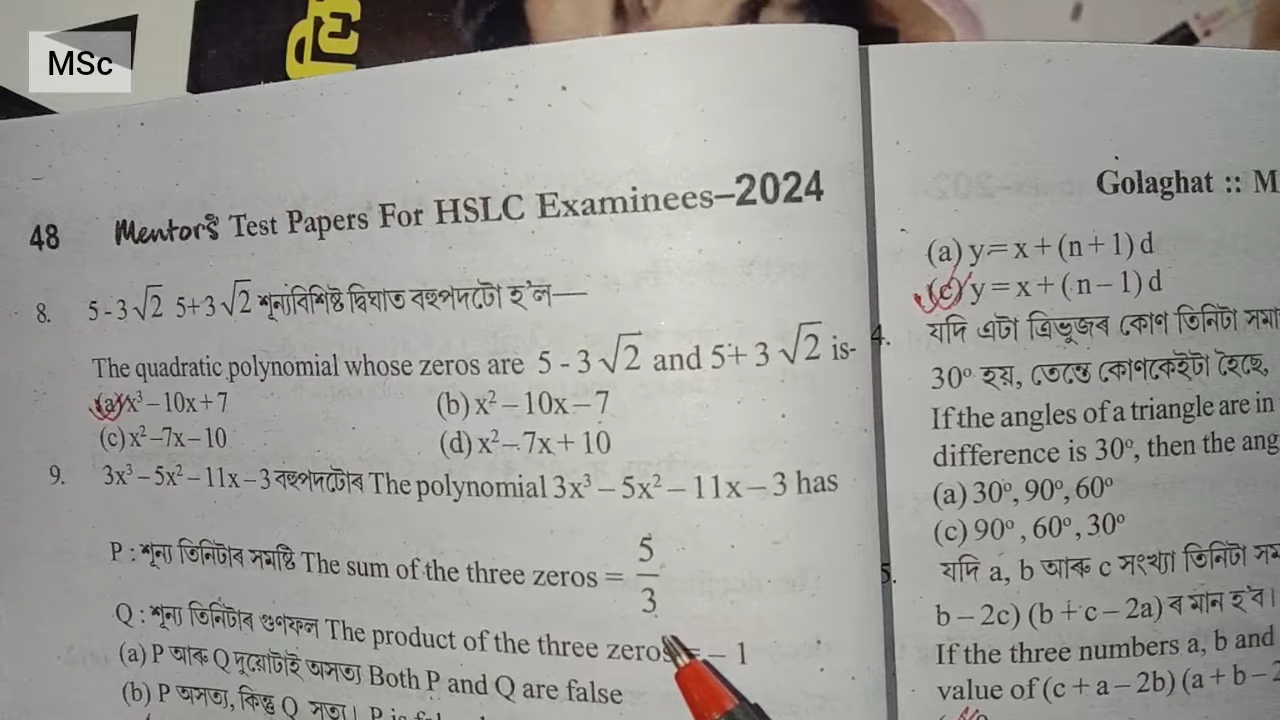 MSc
48 Mentor's Test Papers For HSLC Examinees–2024
8. 5 - 3√2 5+3√2 শূন্যবিশিষ্ট দ্বিঘাত বহুপদটো হ'ল—
The quadratic polynomial whose zeros are 5 - 3√2 and 5+ 3√2 is-
(a) x³ – 10x+7 (b) x² – 10x – 7
(c) x² –7x – 10 (d) x² – 7x + 10
9. 3x³ – 5x² – 11x – 3 বহুপদটোৰ The polynomial 3x³ – 5x² – 11x – 3 has
P : শূন্য তিনিটাৰ সমষ্টি The sum of the three zeros = 5/3
Q : শূন্য তিনিটাৰ গুণফল The product of the three zeros = – 1
(a) P আৰু Q দুয়োটাই অসত্য Both P and Q are false
(b) P অসত্য, কিন্তু Q সত্য। P is
Golaghat :: M
(a) y = x + (n + 1) d
(c) y = x + ( n – 1) d
4. যদি এটা ত্ৰিভূজৰ কোণ তিনিটা সমা
30° হয়, তেন্তে কোণকেইটা হৈছে,
If the angles of a triangle are in
difference is 30°, then the ang
(a) 30°, 90°, 60°
(c) 90°, 60°, 30°
5. যদি a, b আৰু c সংখ্যা তিনিটা সম
b – 2c) (b + c – 2a) ৰ মান হ'ব।
If the three numbers a, b and
value of (c + a – 2b) (a + b – 2